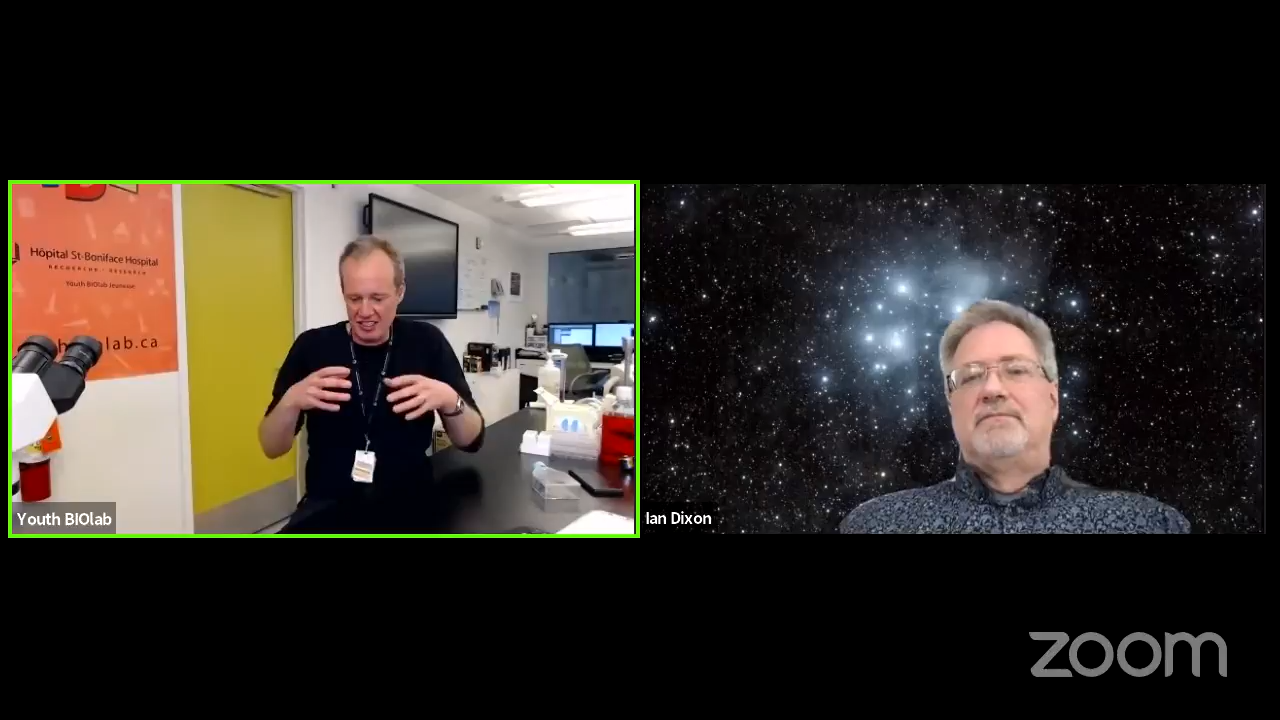 Hôpital St-Boniface Hospital
RECHERCHE · RESEARCH
Youth BIOlab Jeunesse
lab.ca
Youth BIOlab
Ian Dixon
zoom